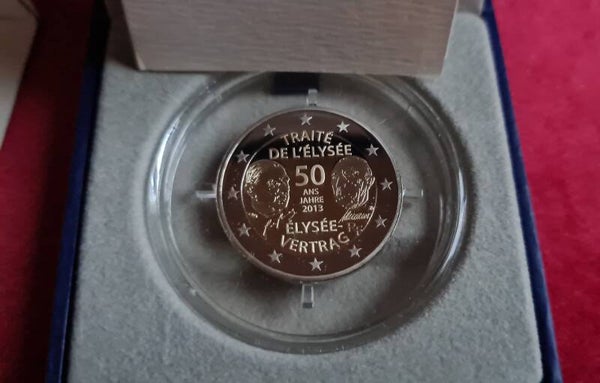 TRAITÉ
DE L'ÉLYSÉE
50
ANS
JAHRE
2013
ÉLYSÉE-
VERTRAG